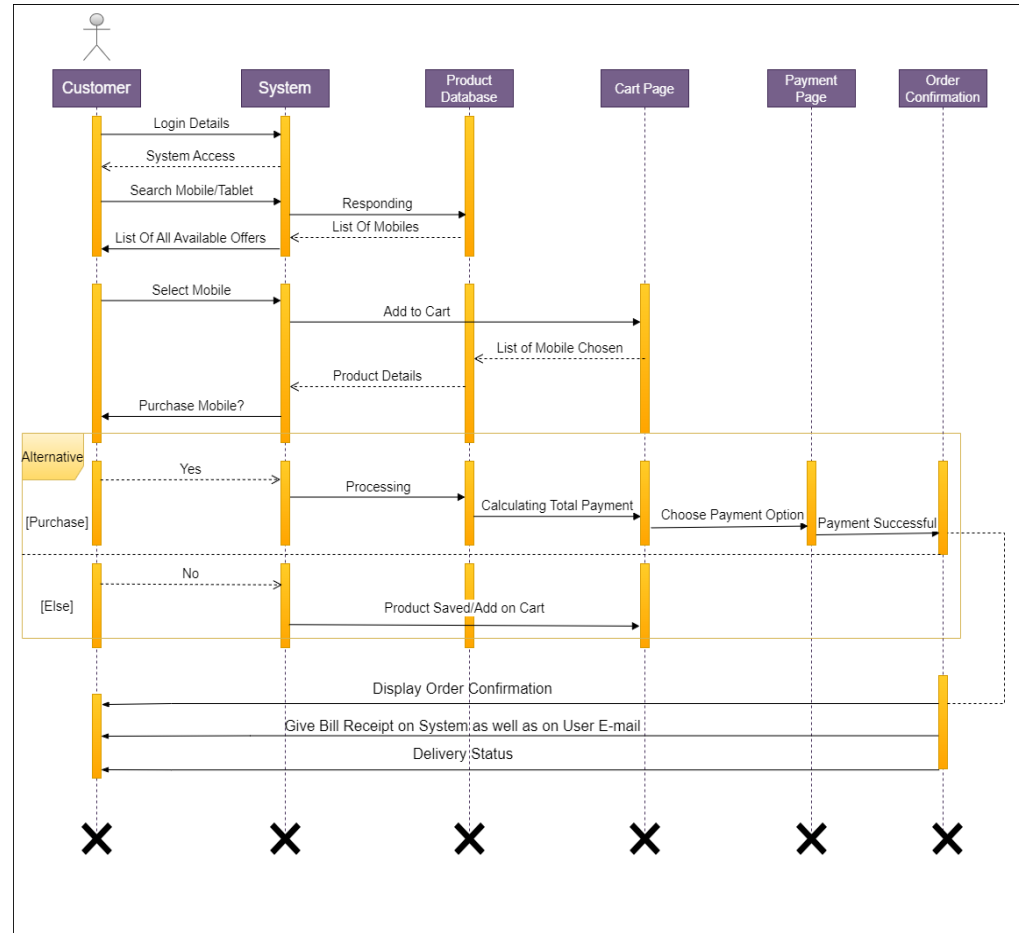 Customer
System
Product
Database
Cart Page
Payment
Page
Order
Confirmation
Login Details
System Access
Search Mobile/Tablet
Responding
List Of Mobiles
List Of All Available Offers
Select Mobile
Add to Cart
List of Mobile Chosen
Product Details
Purchase Mobile?
Alternative
Yes
Processing
Calculating Total Payment
Choose Payment Option
Payment Successful
[Purchase]
No
[Else]
Product Saved/Add on Cart
Display Order Confirmation
Give Bill Receipt on System as well as on User E-mail
Delivery Status